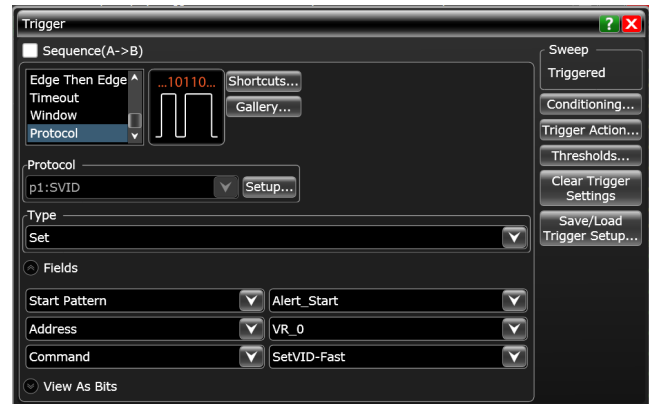 Trigger
?
X
Sequence(A->B)
Sweep
Triggered
Edge Then Edge
Timeout
Window
Protocol
...10110...
Shortcuts...
Gallery...
Conditioning...
Trigger Action...
Thresholds...
Clear Trigger
Settings
Save/Load
Trigger Setup...
Protocol
p1:SVID
Setup...
Type
Set
Fields
Start Pattern
Alert_Start
Address
VR_0
Command
SetVID-Fast
View As Bits